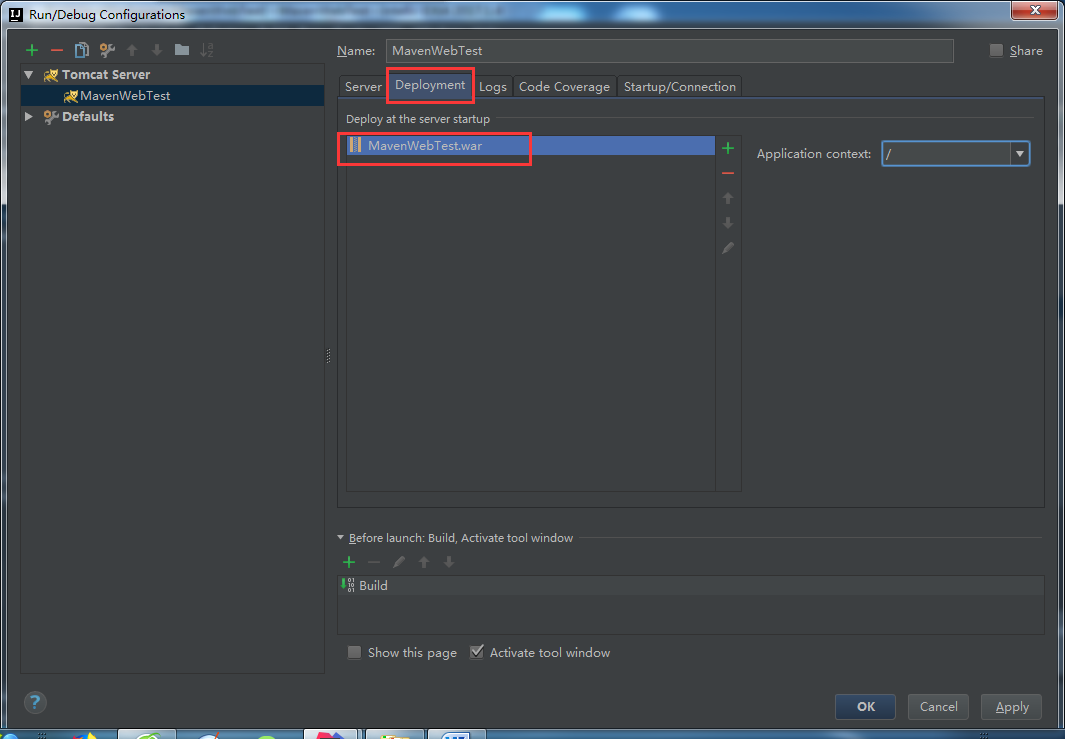 Run/Debug Configurations
Name: MavenWebTest
Share
Tomcat Server
MavenWebTest
Defaults
Server Deployment Logs Code Coverage Startup/Connection
Deploy at the server startup
MavenWebTest.war
Application context: /
Before launch: Build, Activate tool window
Build
Show this page Activate tool window
OK Cancel Apply